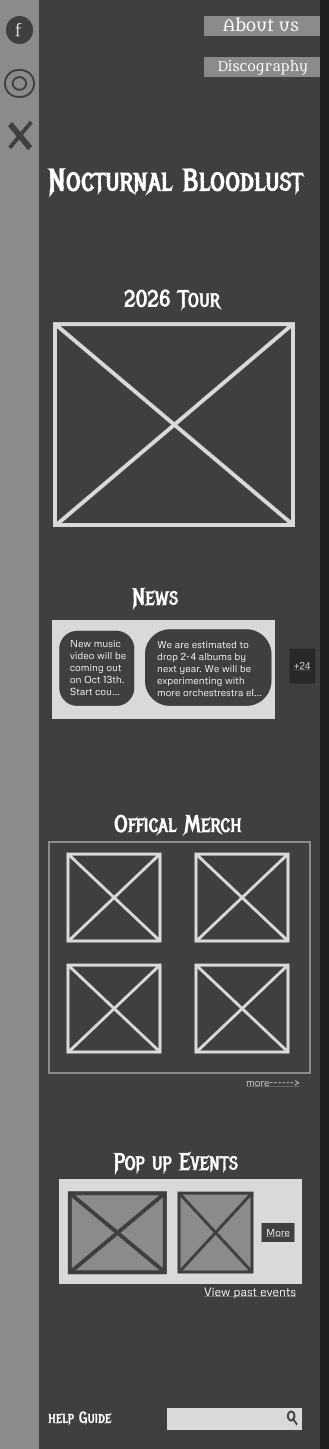 f
About us
Discography
Nocturnal Bloodlust
2026 Tour
News
New music
video will be
coming out
on Oct 13th.
Start cou...
We are estimated to
drop 2-4 albums by
next year. We will be
experimenting with
more orchestrestra el...
+24
Offical Merch
more------>
Pop up Events
More
View past events
Help Guide